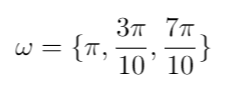 ω = {π, 3π/10, 7π/10}